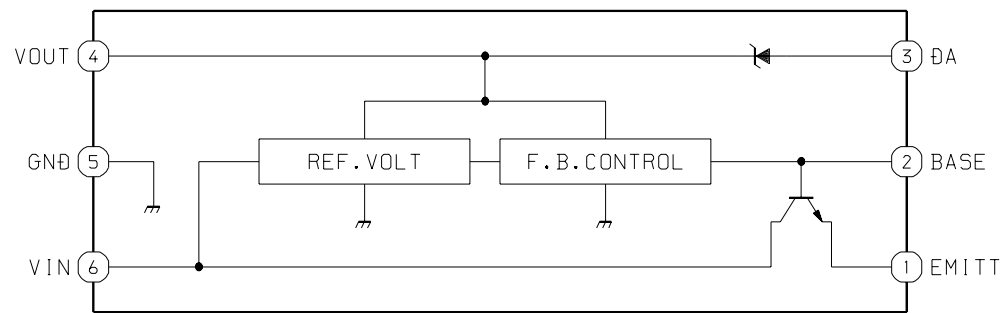 VOUT 4 3 ĐA
GNĐ 5 REF.VOLT F.B.CONTROL 2 BASE
VIN 6 1 EMITT